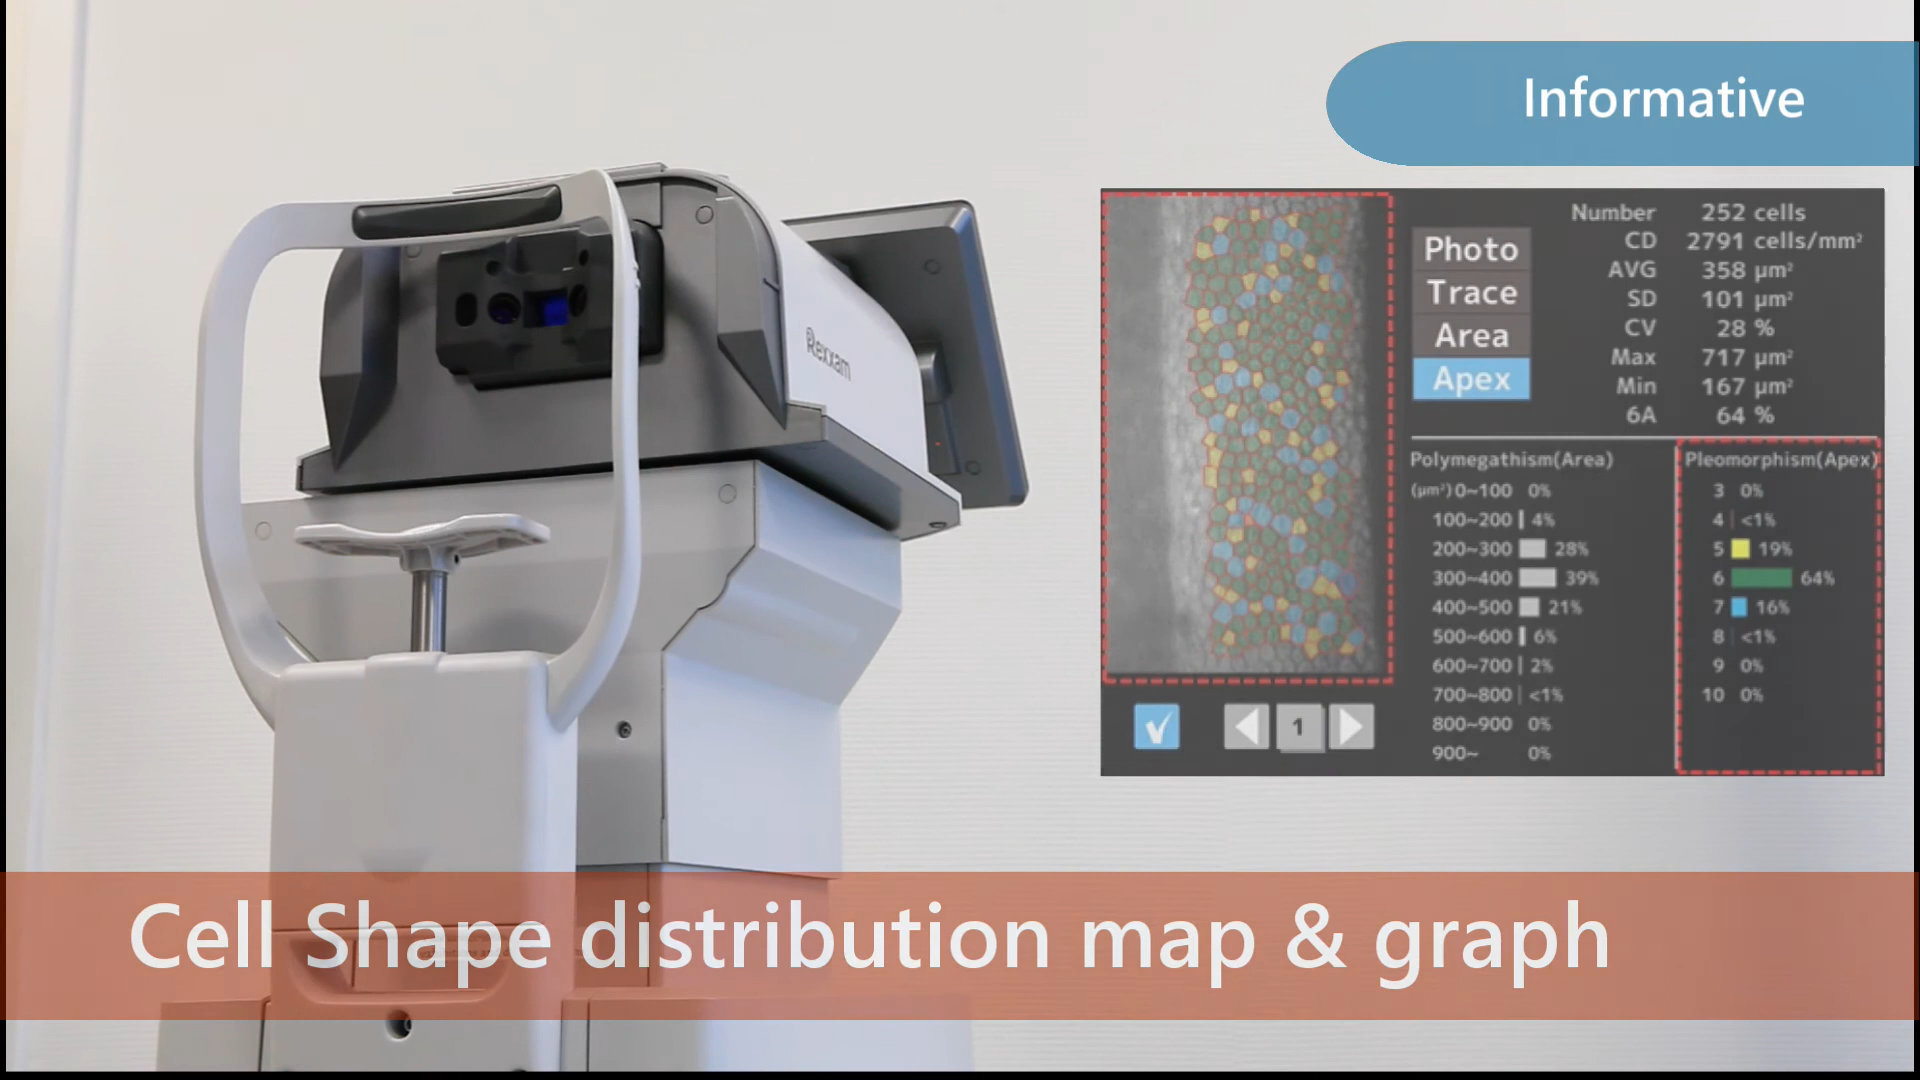 Informative
Rexxam
Photo
Trace
Area
Apex
Number 252 cells
CD 2791 cells/mm²
AVG 358 μm²
SD 101 μm²
CV 28 %
Max 717 μm²
Min 167 μm²
6A 64 %
Polymegathism(Area)
(μm²) 0~100 0%
100~200 4%
200~300 28%
300~400 39%
400~500 21%
500~600 6%
600~700 2%
700~800 <1%
800~900 0%
900~ 0%
Pleomorphism(Apex)
3 0%
4 <1%
5 19%
6 64%
7 16%
8 <1%
9 0%
10 0%
1
Cell Shape distribution map & graph